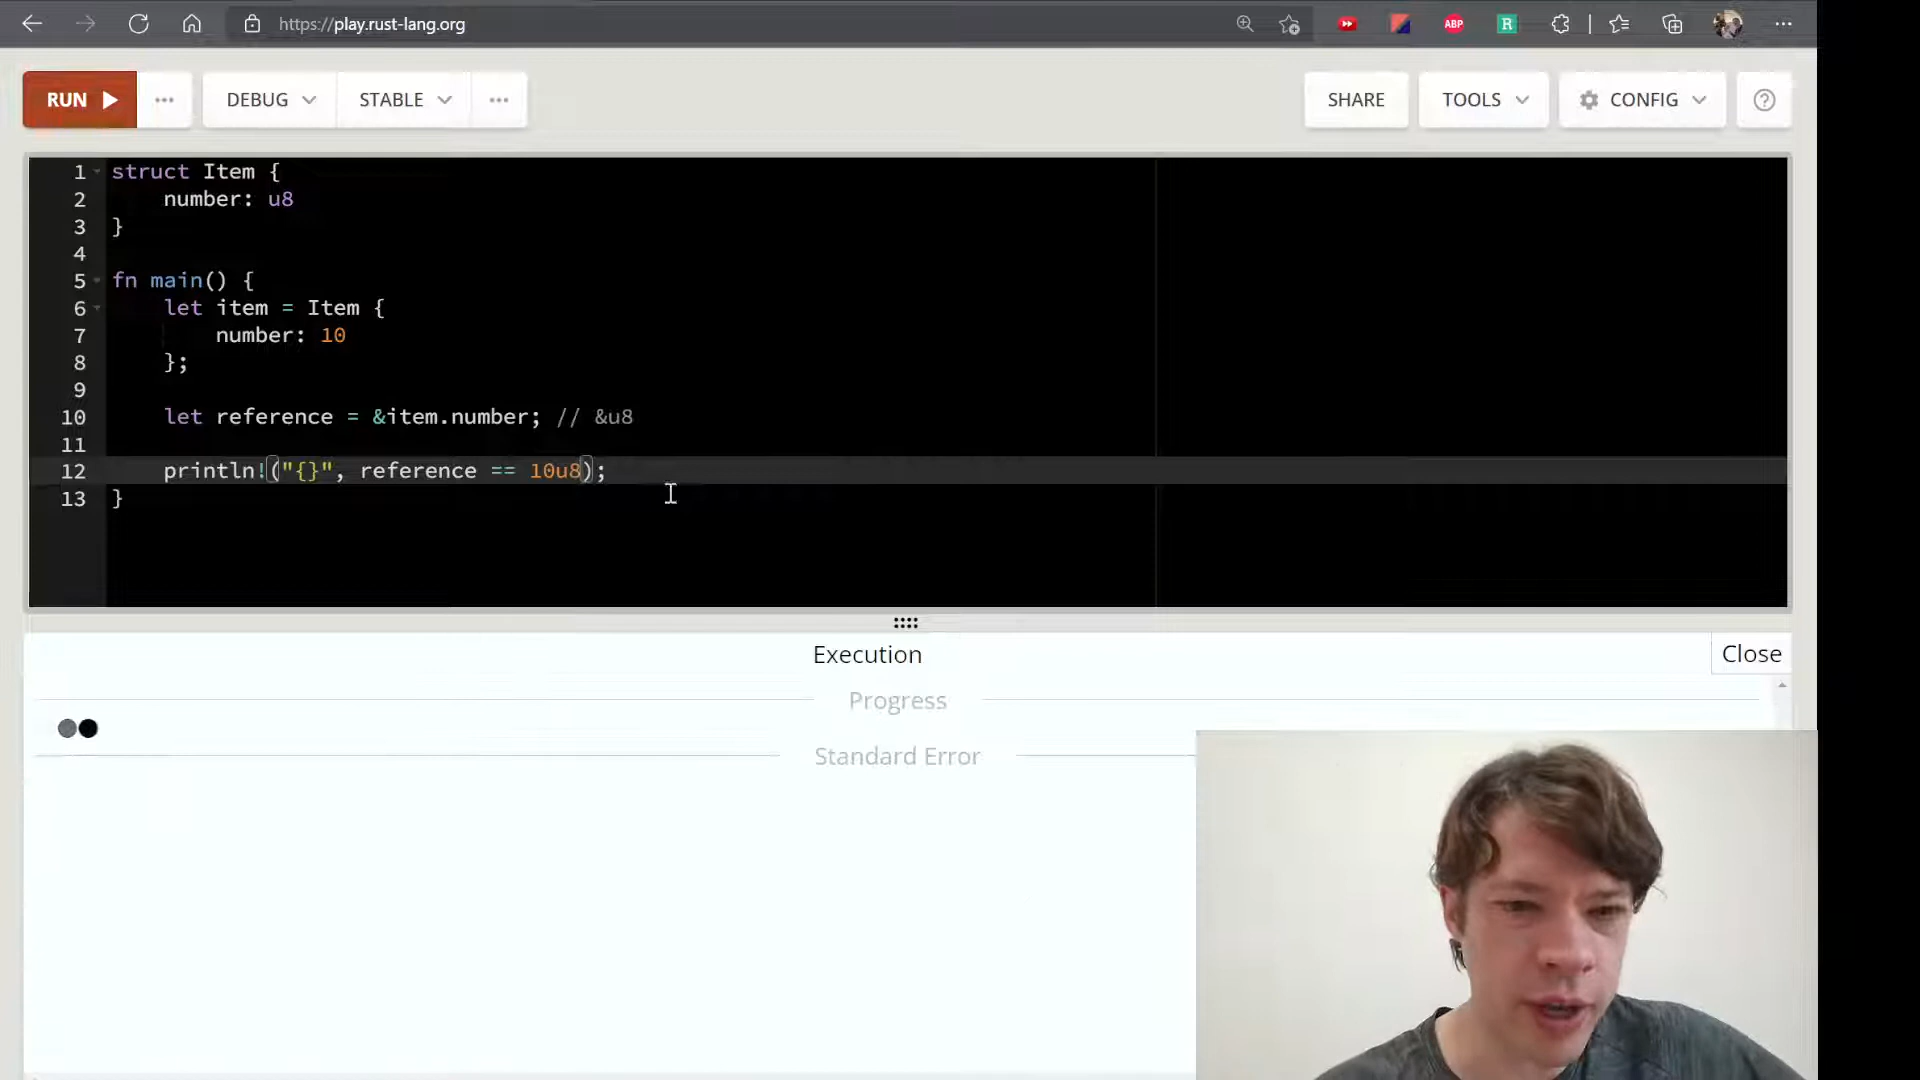 https://play.rust-lang.org
ABP
R
RUN
DEBUG
STABLE
SHARE
TOOLS
CONFIG
1 struct Item {
2 number: u8
3 }
4
5 fn main() {
6 let item = Item {
7 number: 10
8 };
9
10 let reference = &item.number; // &u8
11
12 println!("{}", reference == 10u8);
13 }
Execution
Close
Progress
Standard Error